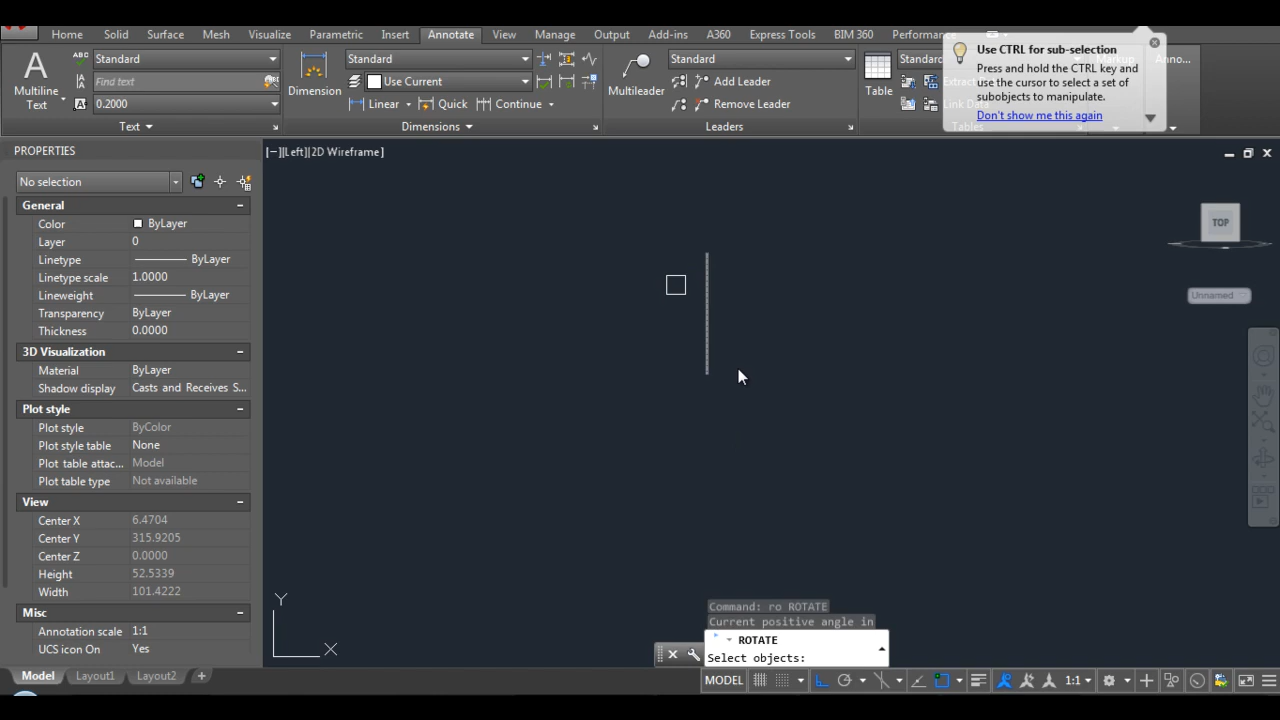 Home Solid Surface Mesh Visualize Parametric Insert Annotate View Manage Output Add-ins A360 Express Tools BIM 360 Performance
Use CTRL for sub-selection
Press and hold the CTRL key and
use the cursor to select a set of
subobjects to manipulate.
Don't show me this again
Multiline
Text
ABC
Standard
Find text
0.2000
Text
Dimension
Standard
Use Current
Linear Quick Continue
Dimensions
Multileader
Standard
Add Leader
Remove Leader
Leaders
Table
Link Data
Tables
Markup
Anno...
PROPERTIES
No selection
General
Color ByLayer
Layer 0
Linetype ByLayer
Linetype scale 1.0000
Lineweight ByLayer
Transparency ByLayer
Thickness 0.0000
3D Visualization
Material ByLayer
Shadow display Casts and Receives S...
Plot style
Plot style ByColor
Plot style table None
Plot table attac... Model
Plot table type Not available
View
Center X 6.4704
Center Y 315.9205
Center Z 0.0000
Height 52.5339
Width 101.4222
Misc
Annotation scale 1:1
UCS icon On Yes
[−][Left][2D Wireframe]
TOP
Unnamed
Y
X
Command: ro ROTATE
Current positive angle in
ROTATE
Select objects:
Model Layout1 Layout2 +
MODEL 1:1